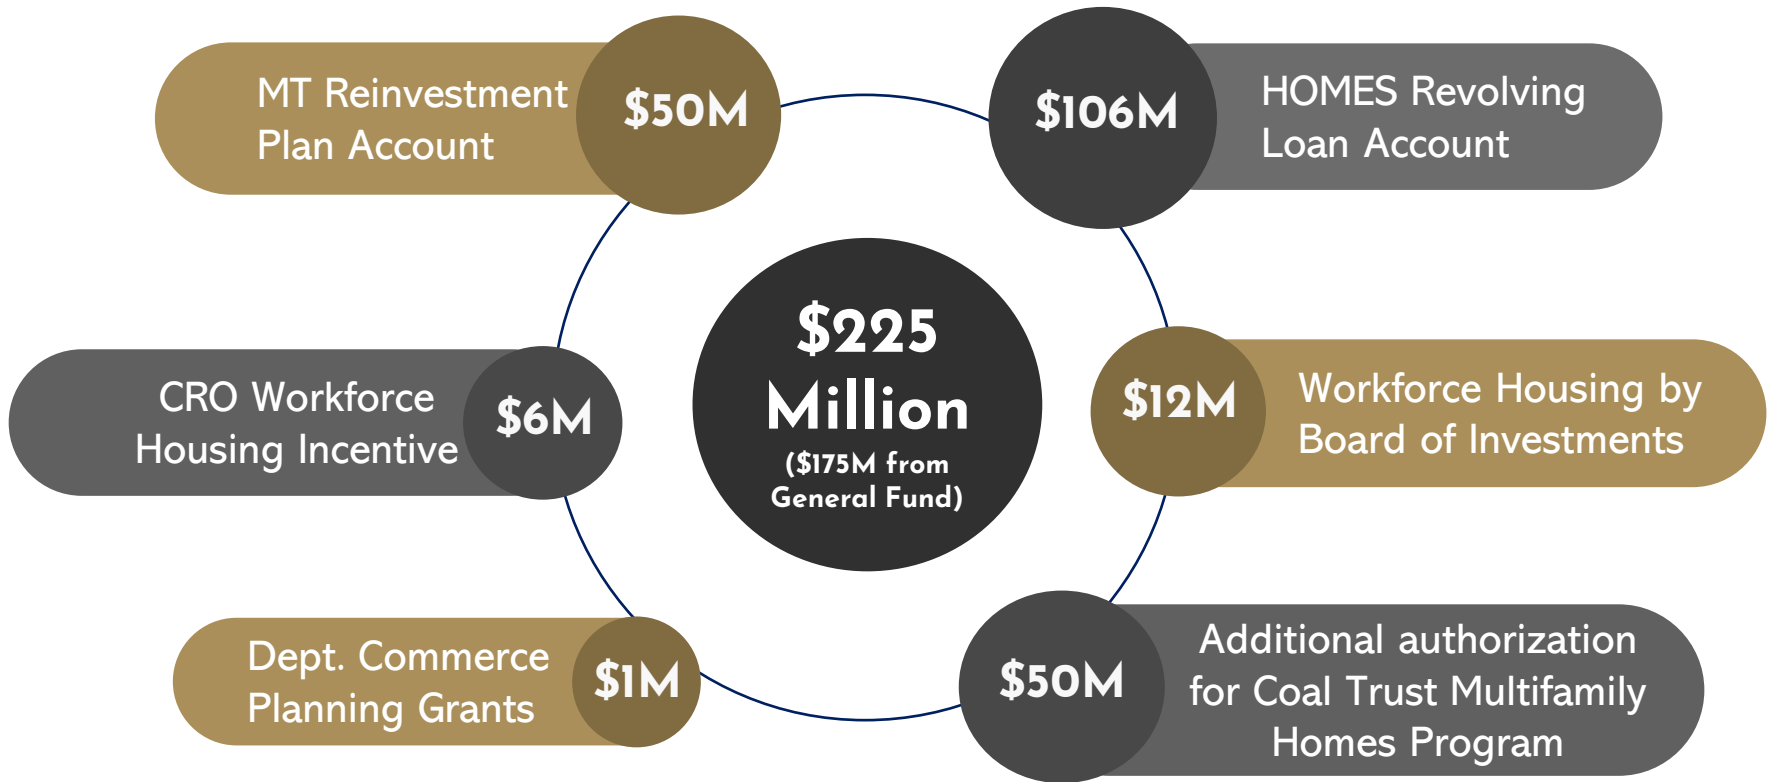 MT Reinvestment
Plan Account
$50M
$106M
HOMES Revolving
Loan Account
CRO Workforce
Housing Incentive
$6M
$225
Million
($175M from
General Fund)
$12M
Workforce Housing by
Board of Investments
Dept. Commerce
Planning Grants
$1M
$50M
Additional authorization
for Coal Trust Multifamily
Homes Program